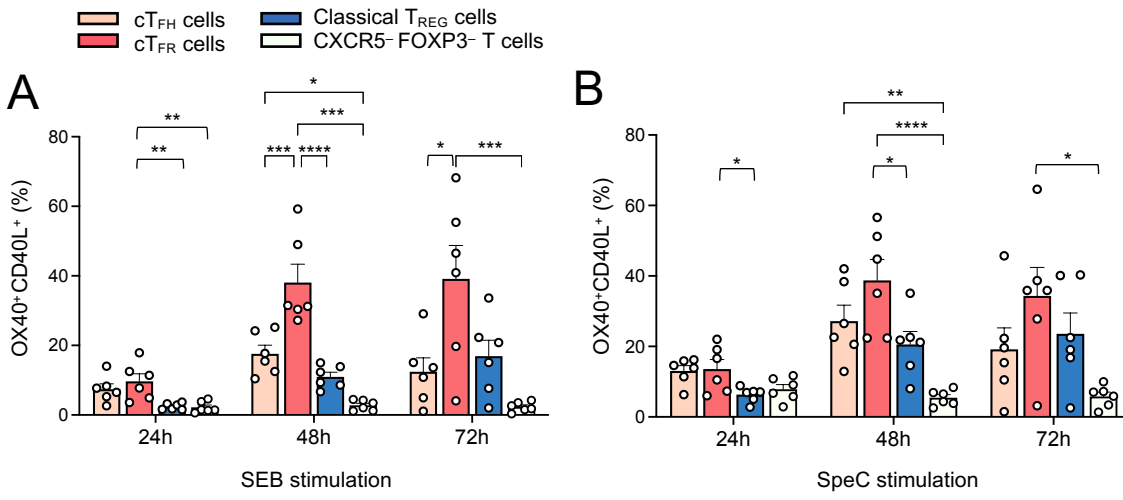 cTFH cells
cTFR cells
Classical TREG cells
CXCR5– FOXP3– T cells
A
OX40+CD40L+ (%)
80
60
40
20
0
**
**
*
***
***
****
*
***
24h
48h
72h
SEB stimulation
B
OX40+CD40L+ (%)
80
60
40
20
0
*
**
****
*
*
24h
48h
72h
SpeC stimulation